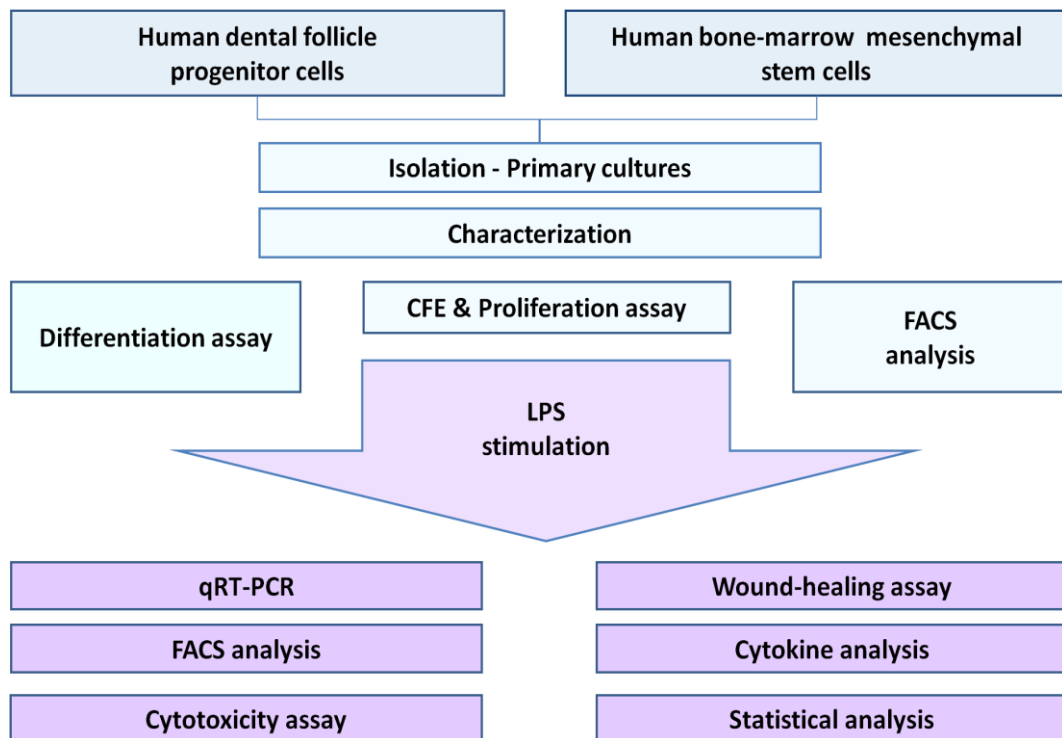 Human dental follicle
progenitor cells
Human bone-marrow mesenchymal
stem cells
Isolation - Primary cultures
Characterization
Differentiation assay
CFE & Proliferation assay
FACS
analysis
LPS
stimulation
qRT-PCR
Wound-healing assay
FACS analysis
Cytokine analysis
Cytotoxicity assay
Statistical analysis